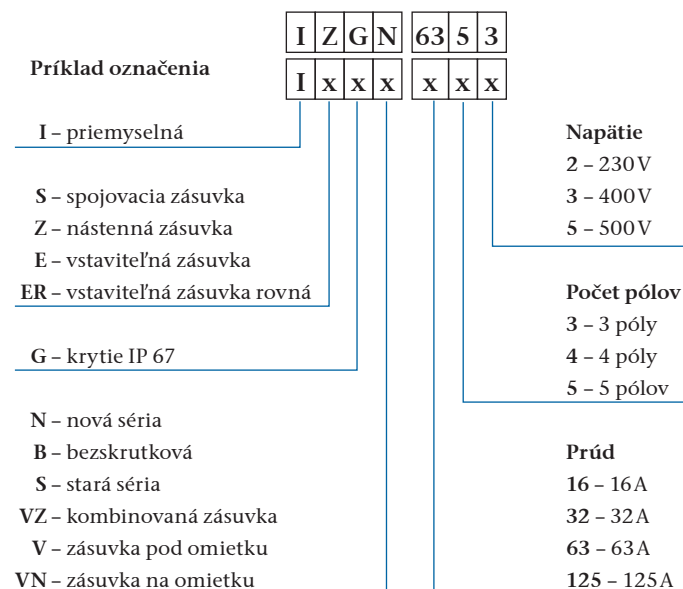 I Z G N 63 5 3
Príklad označenia
I x x x x x x
I – priemyselná
S – spojovacia zásuvka
Z – nástenná zásuvka
E – vstaviteľná zásuvka
ER – vstaviteľná zásuvka rovná
G – krytie IP 67
N – nová séria
B – bezskrutková
S – stará séria
VZ – kombinovaná zásuvka
V – zásuvka pod omietku
VN – zásuvka na omietku
Napätie
2 – 230 V
3 – 400 V
5 – 500 V
Počet pólov
3 – 3 póly
4 – 4 póly
5 – 5 pólov
Prúd
16 – 16 A
32 – 32 A
63 – 63 A
125 – 125 A